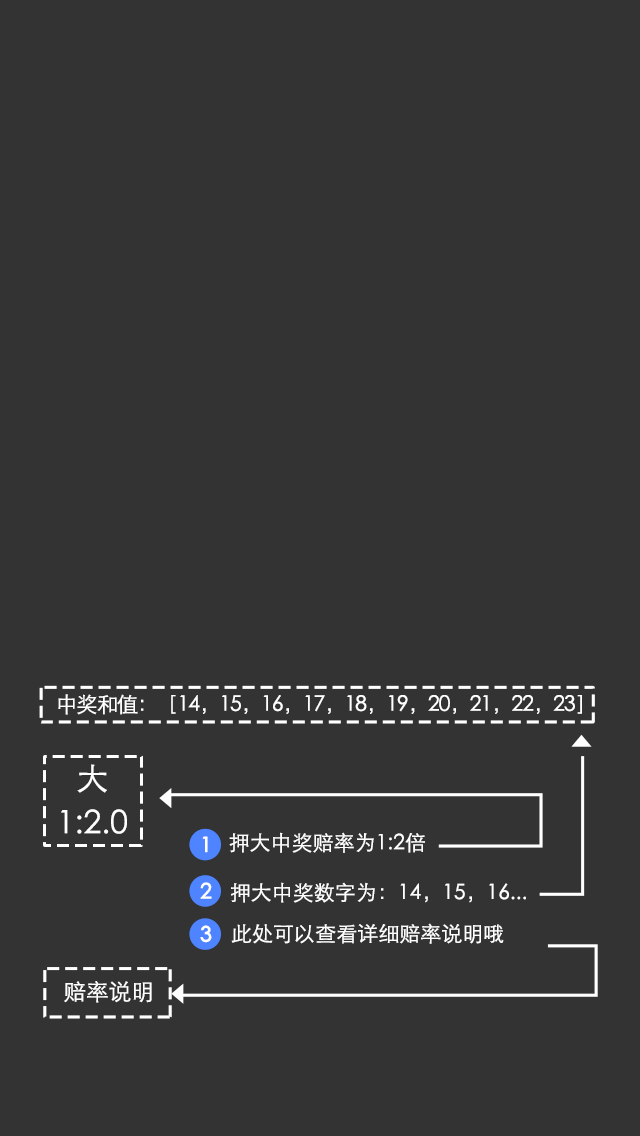 中奖和值： [14，15，16，17，18，19，20，21，22，23]
大
1:2.0
1 押大中奖赔率为1:2倍
2 押大中奖数字为：14，15，16...
3 此处可以查看详细赔率说明哦
赔率说明